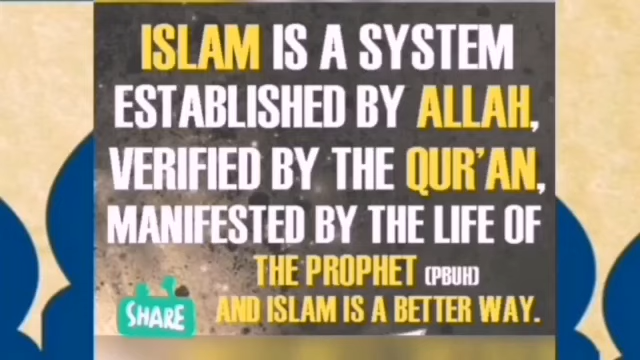 ISLAM IS A SYSTEM
ESTABLISHED BY ALLAH,
VERIFIED BY THE QUR'AN,
MANIFESTED BY THE LIFE OF
THE PROPHET (PBUH)
AND ISLAM IS A BETTER WAY.
SHARE